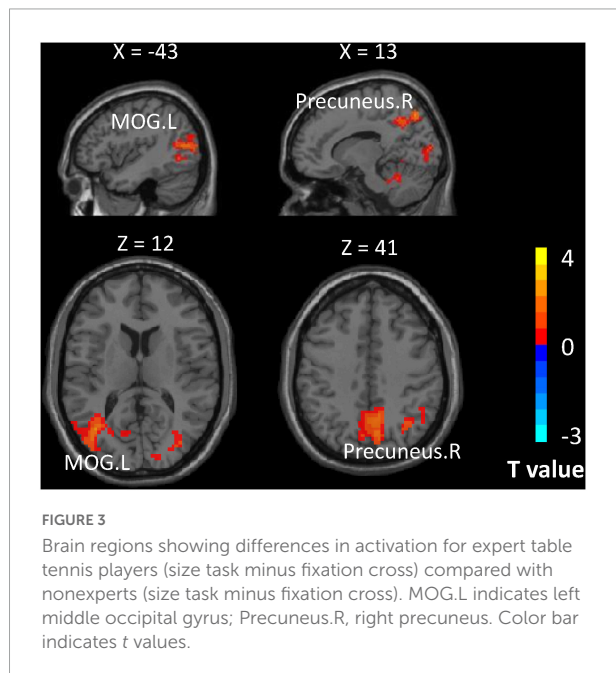 X = -43
X = 13
MOG.L
Precuneus.R
Z = 12
Z = 41
4
0
-3
T value
MOG.L
Precuneus.R
FIGURE 3
Brain regions showing differences in activation for expert table
tennis players (size task minus fixation cross) compared with
nonexperts (size task minus fixation cross). MOG.L indicates left
middle occipital gyrus; Precuneus.R, right precuneus. Color bar
indicates t values.